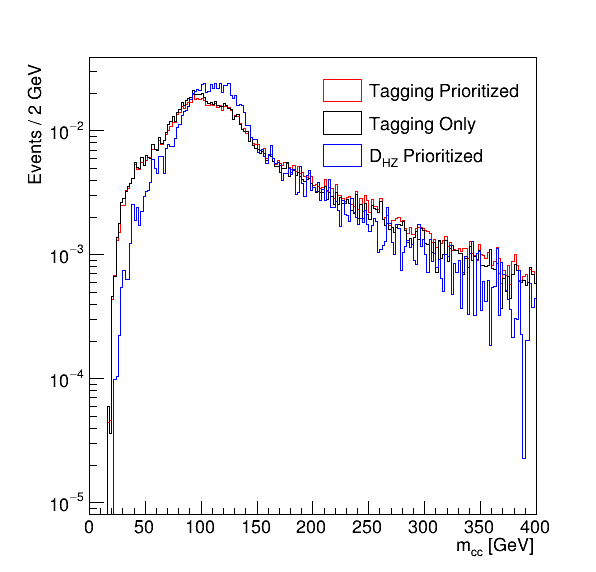 Events / 2 GeV
10⁻²
10⁻³
10⁻⁴
10⁻⁵
Tagging Prioritized
Tagging Only
D_HZ Prioritized
0 50 100 150 200 250 300 350 400
m_cc [GeV]